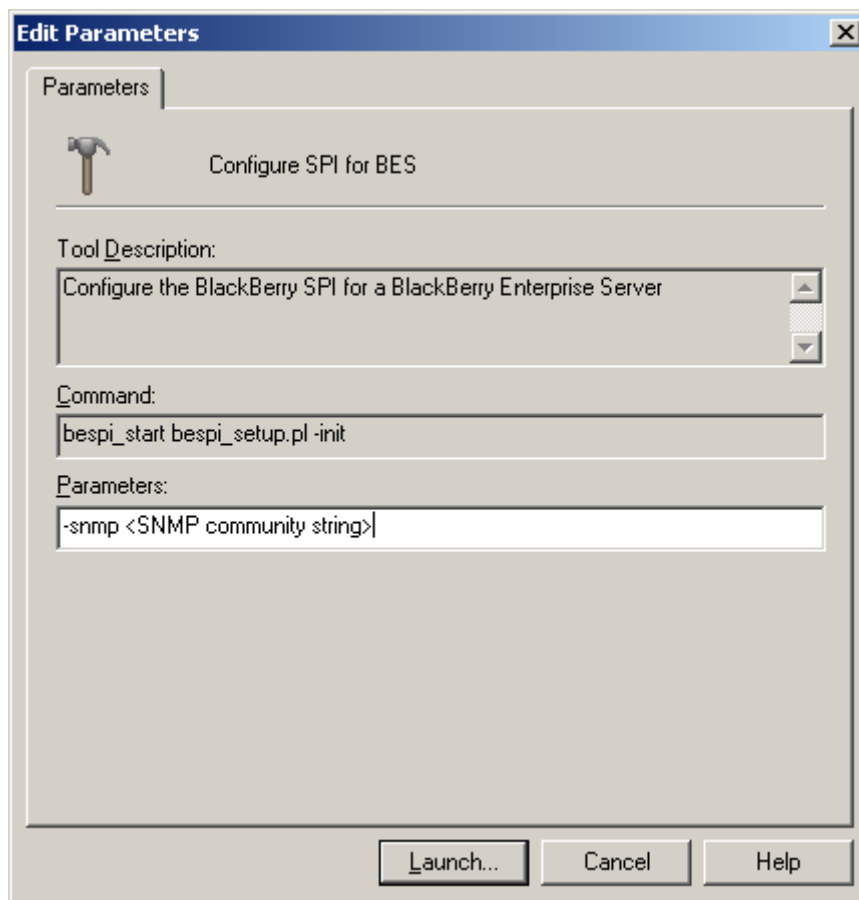 Edit Parameters
Parameters
Configure SPI for BES
Tool Description:
Configure the BlackBerry SPI for a BlackBerry Enterprise Server
Command:
bespi_start bespi_setup.pl -init
Parameters:
-snmp <SNMP community string>
Launch... Cancel Help